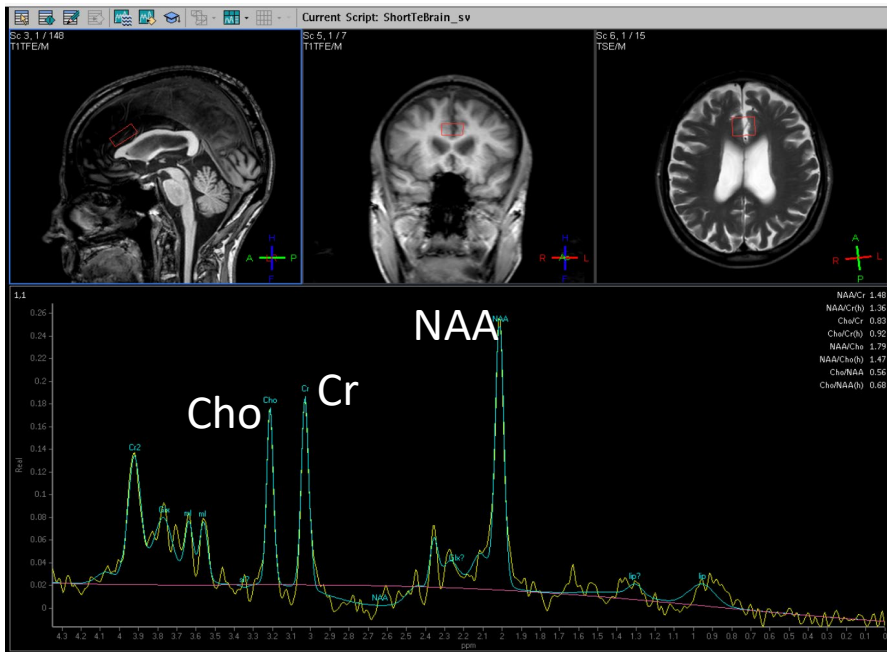 Current Script: ShortTeBrain_sv
Sc 3, 1 / 148
T1TFE/M
H
A P
F
Sc 5, 1 / 7
T1TFE/M
H
R L
F
Sc 6, 1 / 15
TSE/M
A
R L
P
1,1
NAA/Cr 1.48
NAA/Cr(h) 1.36
Cho/Cr 0.83
Cho/Cr(h) 0.92
NAA/Cho 1.79
NAA/Cho(h) 1.47
Cho/NAA 0.56
Cho/NAA(h) 0.68
NAA
Cho
Cr
NAA
Cr
Cho
Cr2
Glx
mI
mI
Glx?
NAA
lip?
lip
Real
0.26
0.24
0.22
0.2
0.18
0.16
0.14
0.12
0.1
0.08
0.06
0.04
0.02
0
4.3 4.2 4.1 4 3.9 3.8 3.7 3.6 3.5 3.4 3.3 3.2 3.1 3 2.9 2.8 2.7 2.6 2.5 2.4 2.3 2.2 2.1 2 1.9 1.8 1.7 1.6 1.5 1.4 1.3 1.2 1.1 1 0.9 0.8 0.7 0.6 0.5 0.4 0.3 0.2 0.1 0
ppm